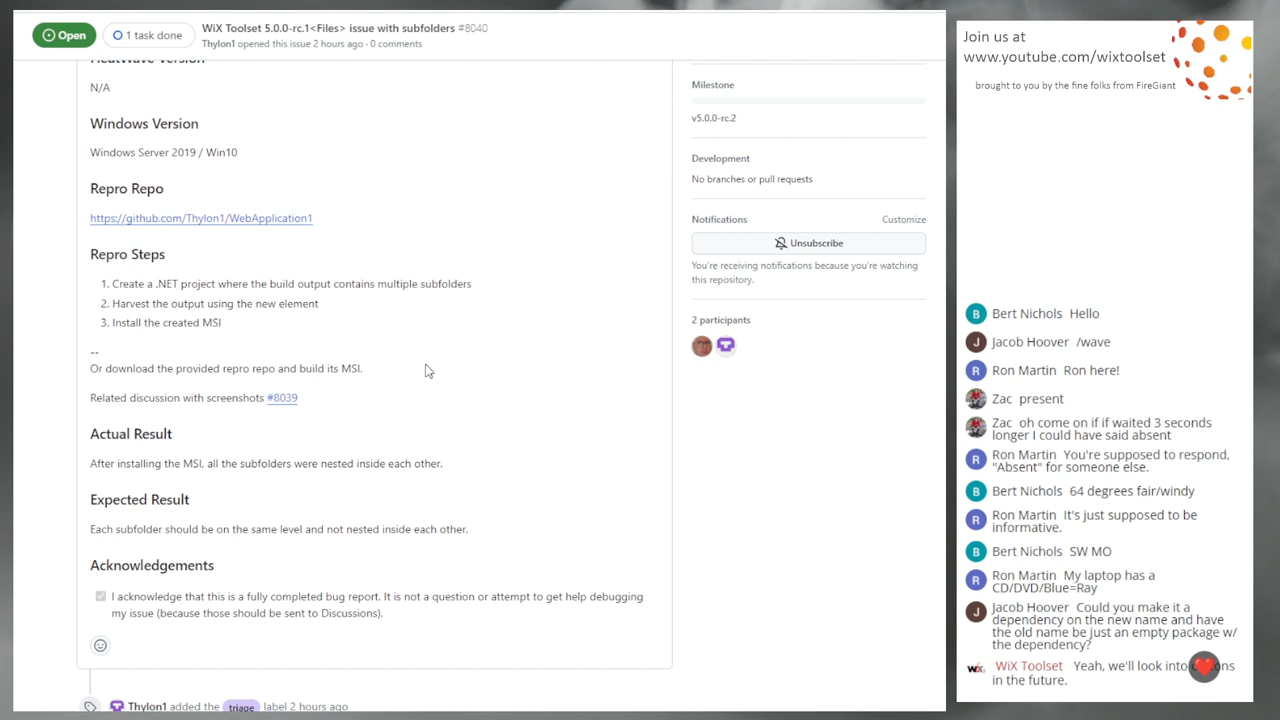 Open
1 task done
WiX Toolset 5.0.0-rc.1<Files> issue with subfolders #8040
Thylon1 opened this issue 2 hours ago · 0 comments
HeatWave Version
N/A
Windows Version
Windows Server 2019 / Win10
Repro Repo
https://github.com/Thylon1/WebApplication1
Repro Steps
1. Create a .NET project where the build output contains multiple subfolders
2. Harvest the output using the new element
3. Install the created MSI
--
Or download the provided repro repo and build its MSI.
Related discussion with screenshots #8039
Actual Result
After installing the MSI, all the subfolders were nested inside each other.
Expected Result
Each subfolder should be on the same level and not nested inside each other.
Acknowledgements
I acknowledge that this is a fully completed bug report. It is not a question or attempt to get help debugging
my issue (because those should be sent to Discussions).
Thylon1 added the triage label 2 hours ago
Milestone
v5.0.0-rc.2
Development
No branches or pull requests
Notifications
Customize
Unsubscribe
You're receiving notifications because you're watching
this repository.
2 participants
Join us at
www.youtube.com/wixtoolset
brought to you by the fine folks from FireGiant
B Bert Nichols Hello
J Jacob Hoover /wave
R Ron Martin Ron here!
Zac present
Zac oh come on if if waited 3 seconds
longer I could have said absent
R Ron Martin You're supposed to respond,
"Absent" for someone else.
B Bert Nichols 64 degrees fair/windy
R Ron Martin It's just supposed to be
informative.
B Bert Nichols SW MO
R Ron Martin My laptop has a
CD/DVD/Blue=Ray
J Jacob Hoover Could you make it a
dependency on the new name and have
the old name be just an empty package w/
the dependency?
WiX WiX Toolset Yeah, we'll look into
in the future.